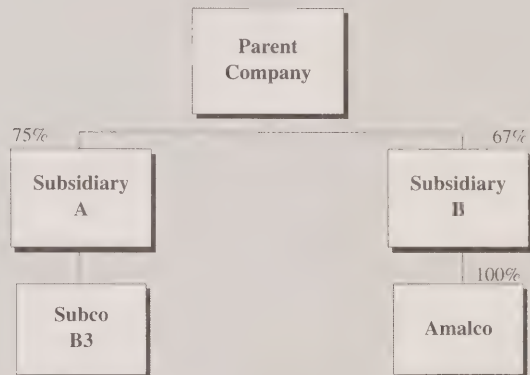 Parent
Company
75%
67%
Subsidiary
A
Subsidiary
B
100%
Subco
B3
Amalco